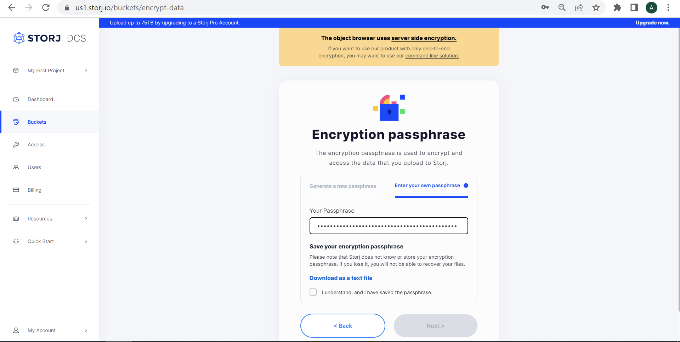 us1.storj.io/buckets/encrypt-data
A
Upload up to 75TB by upgrading to a Storj Pro Account.
Upgrade now.
STORJ DCS
My First Project
Dashboard
Buckets
Access
Users
Billing
Resources
Quick Start
My Account
The object browser uses server side encryption.
If you want to use our product with only end-to-end
encryption, you may want to use our command line solution.
Encryption passphrase
The encryption passphrase is used to encrypt and
access the data that you upload to Storj.
Generate a new passphrase
Enter your own passphrase
Your Passphrase
Save your encryption passphrase
Please note that Storj does not know or store your encryption
passphrase. If you lose it, you will not be able to recover your files.
Download as a text file
I understand, and I have saved the passphrase.
< Back
Next >